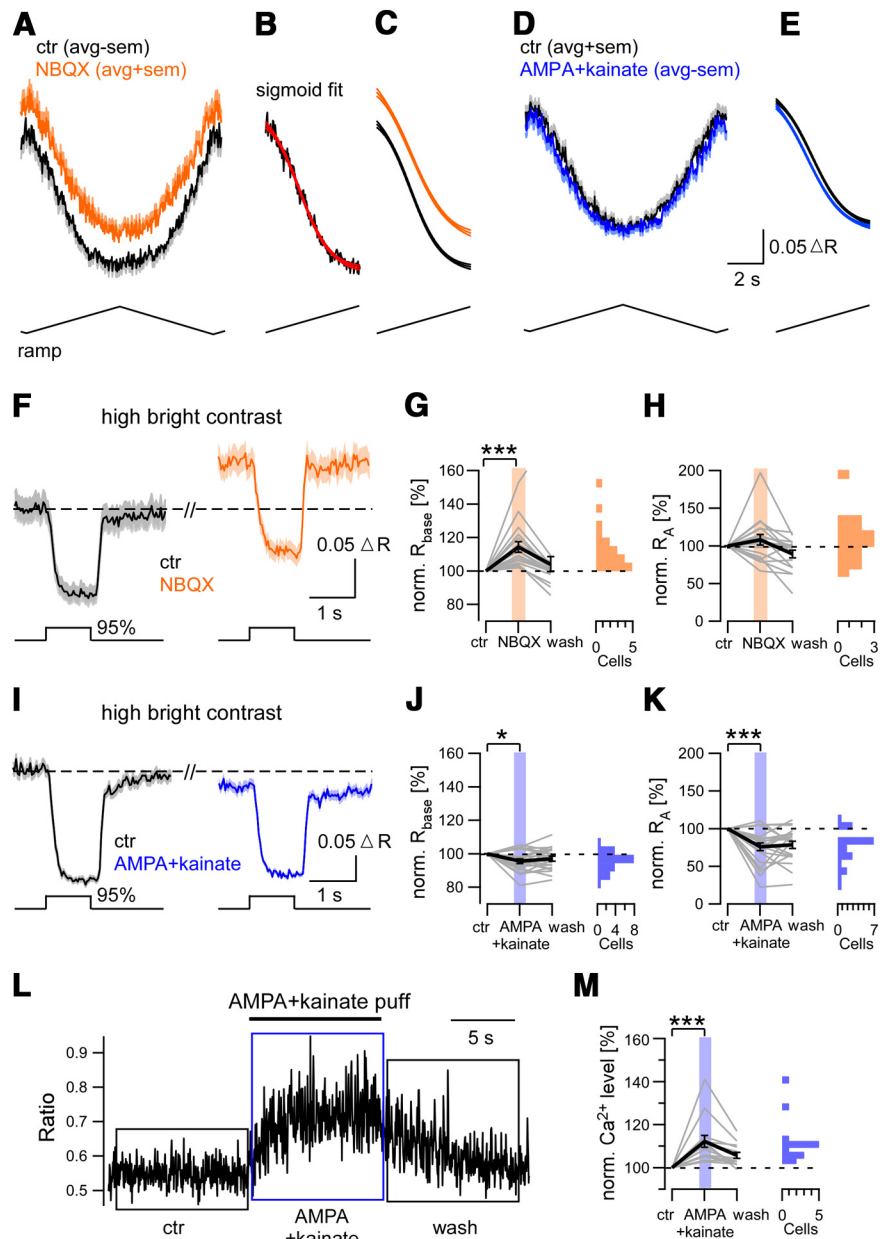 A
ctr (avg-sem)
NBQX (avg+sem)
B
sigmoid fit
C
D
ctr (avg+sem)
AMPA+kainate (avg-sem)
E
0.05 ΔR
2 s
ramp
F
high bright contrast
//
ctr
NBQX
0.05 ΔR
1 s
95%
G
***
norm. Rbase [%]
160
140
120
100
80
ctr NBQX wash
0 5
Cells
H
norm. RA [%]
200
150
100
50
0
ctr NBQX wash
0 3
Cells
I
high bright contrast
//
ctr
AMPA+kainate
0.05 ΔR
1 s
95%
J
*
norm. Rbase [%]
160
140
120
100
80
ctr AMPA wash
+kainate
0 4 8
Cells
K
***
norm. RA [%]
200
150
100
50
0
ctr AMPA wash
+kainate
0 7
Cells
L
AMPA+kainate puff
5 s
Ratio
0.9
0.8
0.7
0.6
0.5
ctr
AMPA
+kainate
wash
M
***
norm. Ca2+ level [%]
160
140
120
100
ctr AMPA wash
+kainate
0 5
Cells